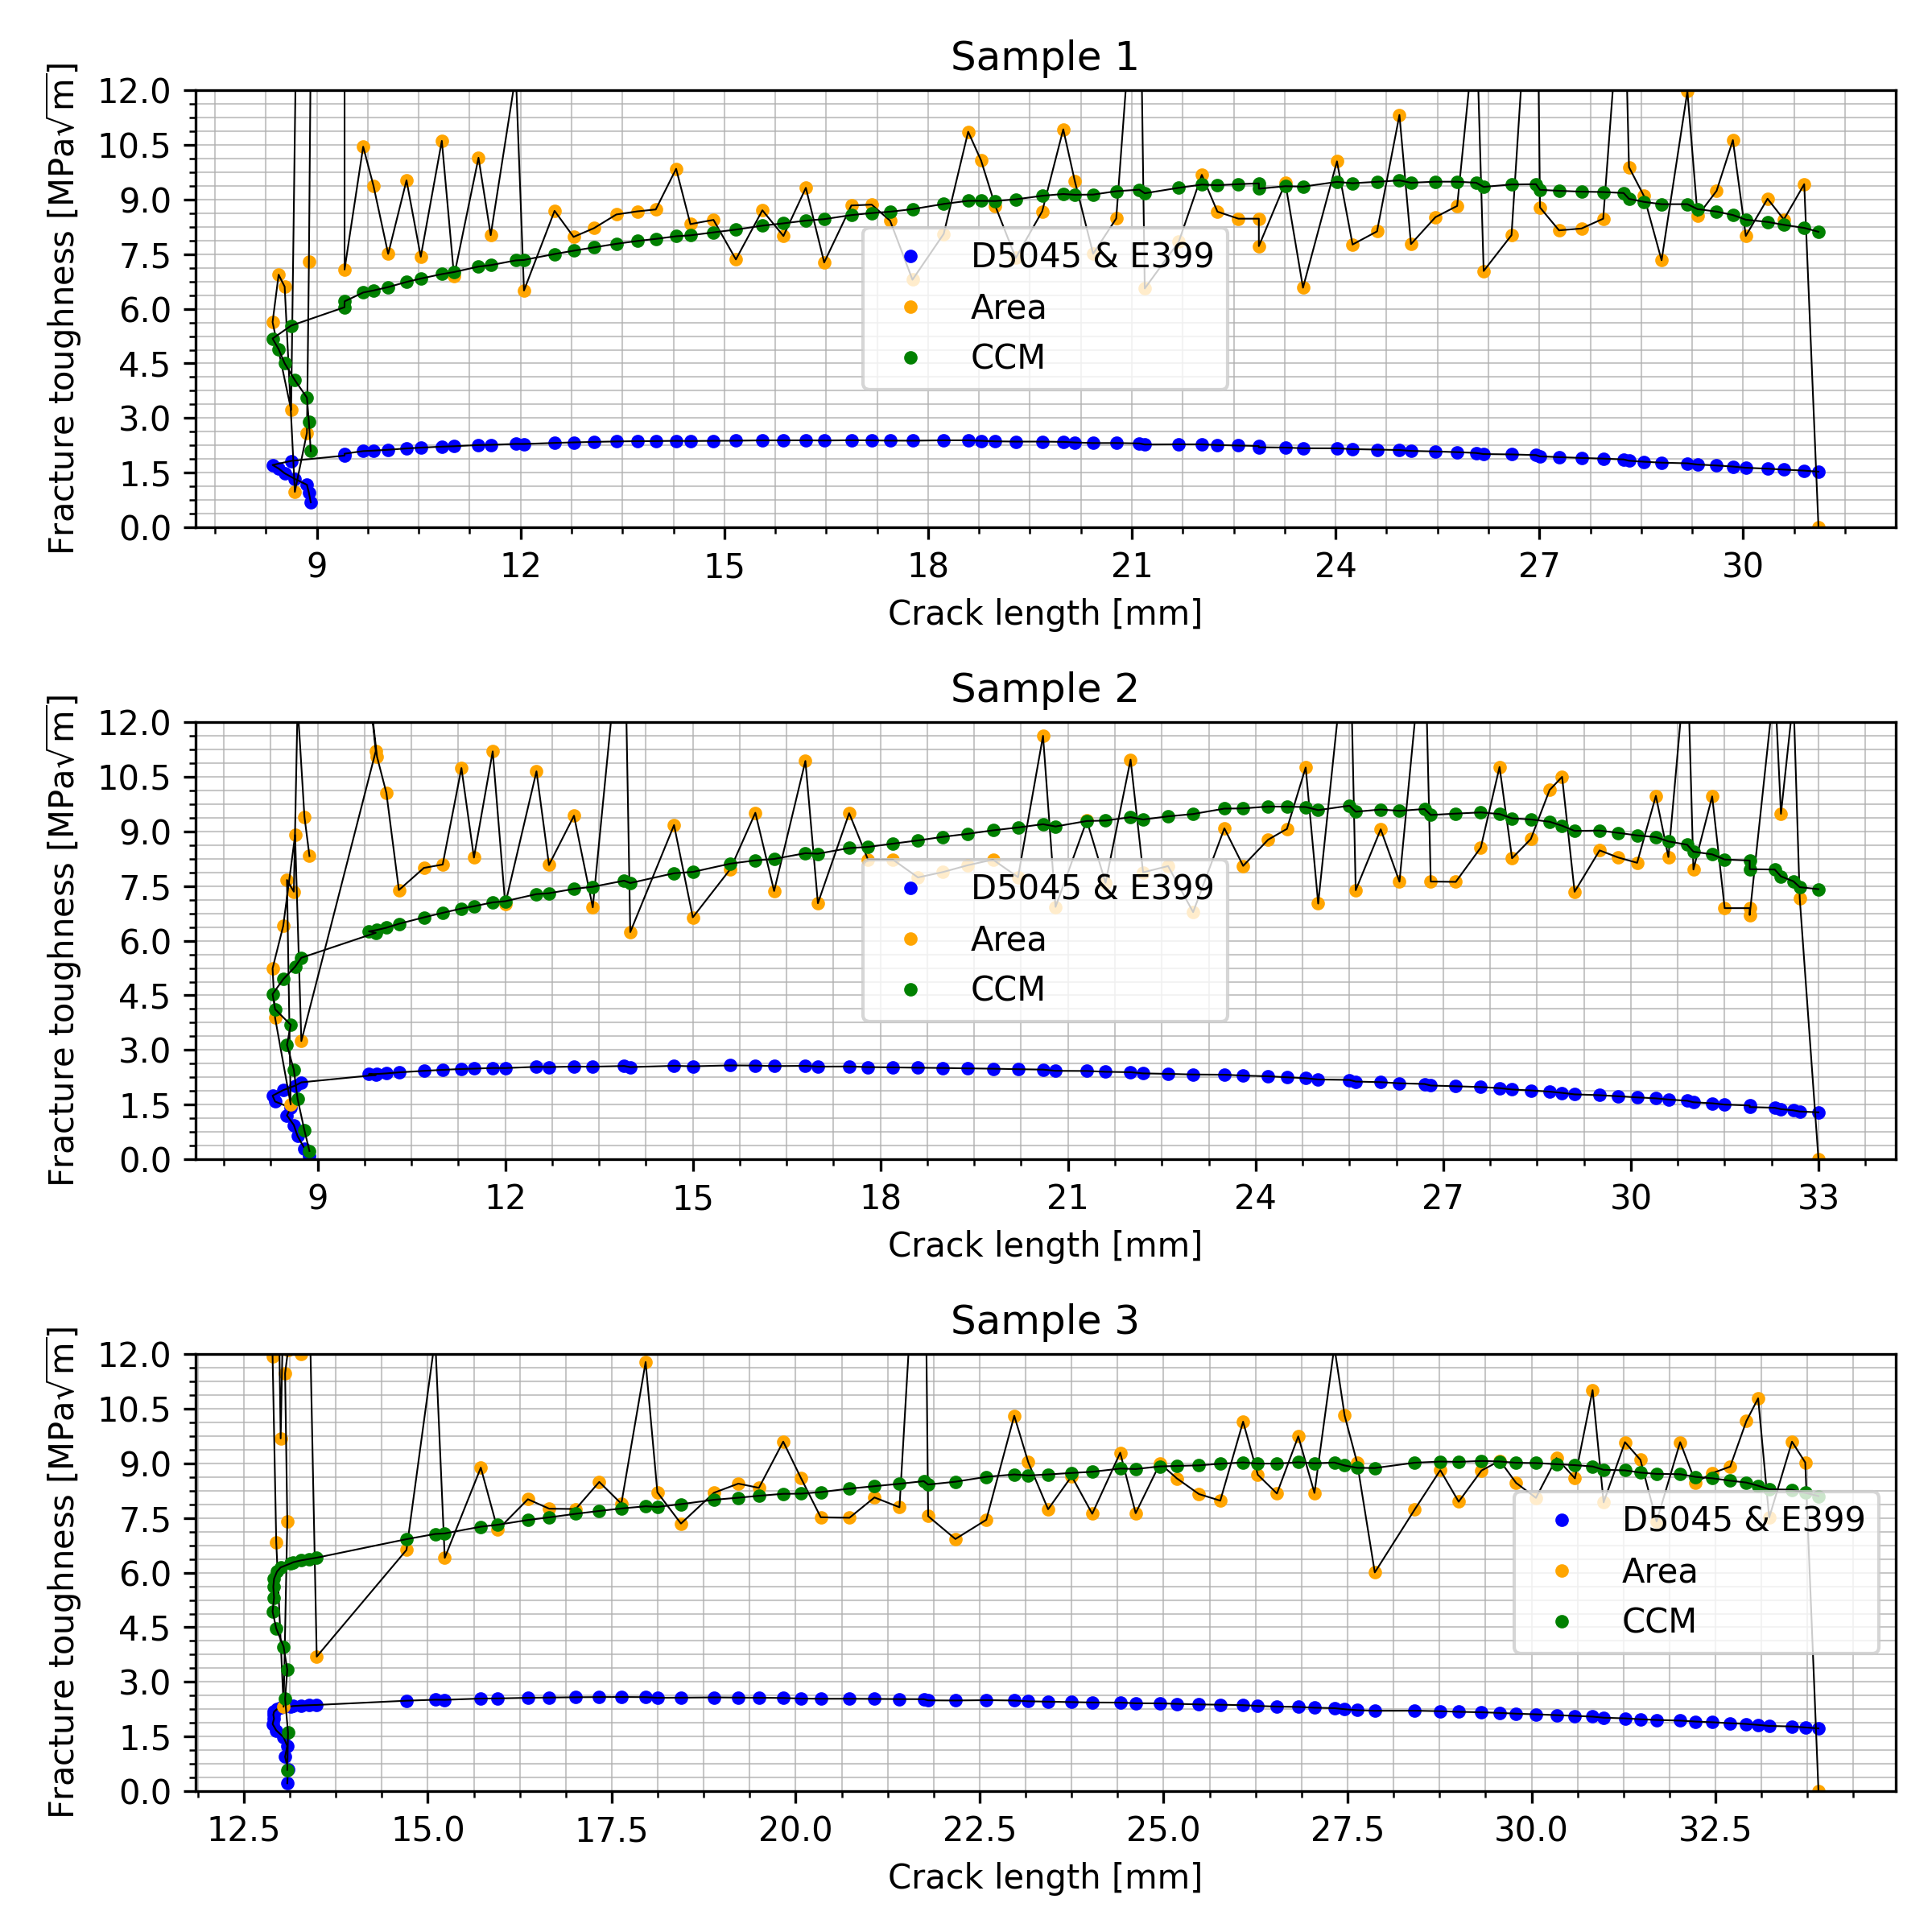 Sample 1
Fracture toughness [MPa√m]
12.0
10.5
9.0
7.5
6.0
4.5
3.0
1.5
0.0
D5045 & E399
Area
CCM
9 12 15 18 21 24 27 30
Crack length [mm]
Sample 2
Fracture toughness [MPa√m]
12.0
10.5
9.0
7.5
6.0
4.5
3.0
1.5
0.0
D5045 & E399
Area
CCM
9 12 15 18 21 24 27 30 33
Crack length [mm]
Sample 3
Fracture toughness [MPa√m]
12.0
10.5
9.0
7.5
6.0
4.5
3.0
1.5
0.0
D5045 & E399
Area
CCM
12.5 15.0 17.5 20.0 22.5 25.0 27.5 30.0 32.5
Crack length [mm]